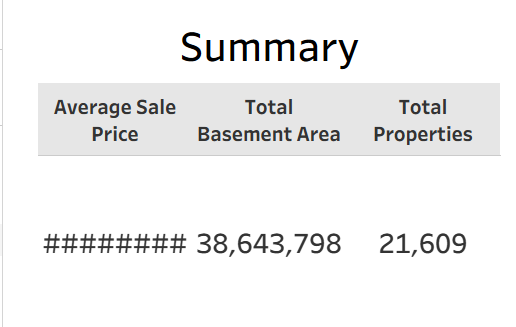 Summary
Average Sale Total Total
Price Basement Area Properties
######## 38,643,798 21,609